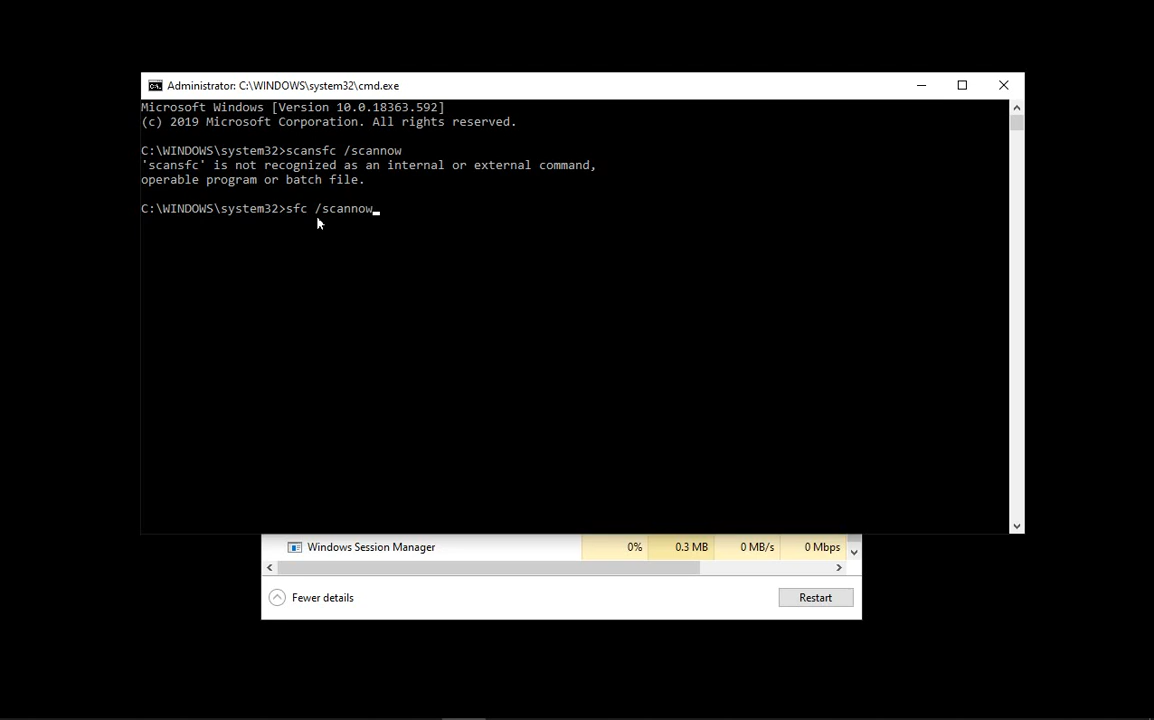 Administrator: C:\WINDOWS\system32\cmd.exe
Microsoft Windows [Version 10.0.18363.592]
(c) 2019 Microsoft Corporation. All rights reserved.
C:\WINDOWS\system32>scansfc /scannow
'scansfc' is not recognized as an internal or external command,
operable program or batch file.
C:\WINDOWS\system32>sfc /scannow
Windows Session Manager 0% 0.3 MB 0 MB/s 0 Mbps
Fewer details Restart